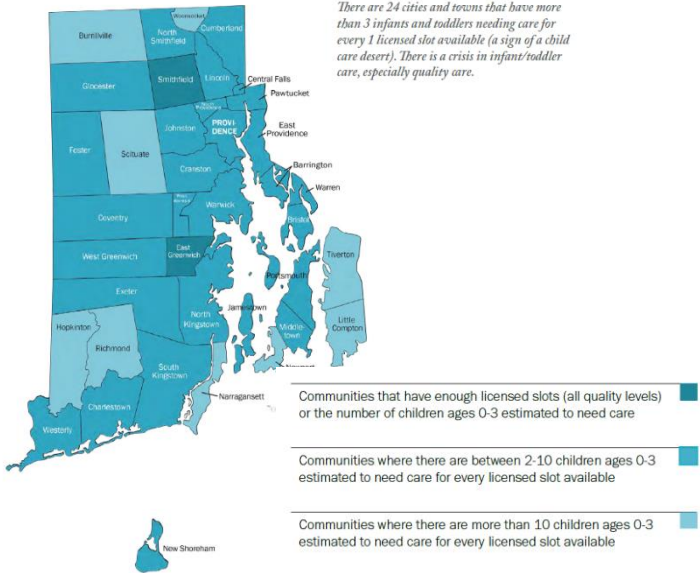 There are 24 cities and towns that have more
than 3 infants and toddlers needing care for
every 1 licensed slot available (a sign of a child
care desert). There is a crisis in infant/toddler
care, especially quality care.
Woonsocket
Burrillville
North
Smithfield
Cumberland
Glocester
Smithfield
Lincoln
Central Falls
Pawtucket
North
Providence
Johnston
PROVI-
DENCE
East
Providence
Foster
Scituate
Cranston
Barrington
Warren
Warwick
Coventry
Bristol
West Greenwich
East
Greenwich
Tiverton
Portsmouth
Exeter
Jamestown
North
Kingstown
Middle-
town
Little
Compton
Hopkinton
Richmond
South
Kingstown
Narragansett
Charlestown
Westerly
New Shoreham
Communities that have enough licensed slots (all quality levels)
or the number of children ages 0-3 estimated to need care
Communities where there are between 2-10 children ages 0-3
estimated to need care for every licensed slot available
Communities where there are more than 10 children ages 0-3
estimated to need care for every licensed slot available